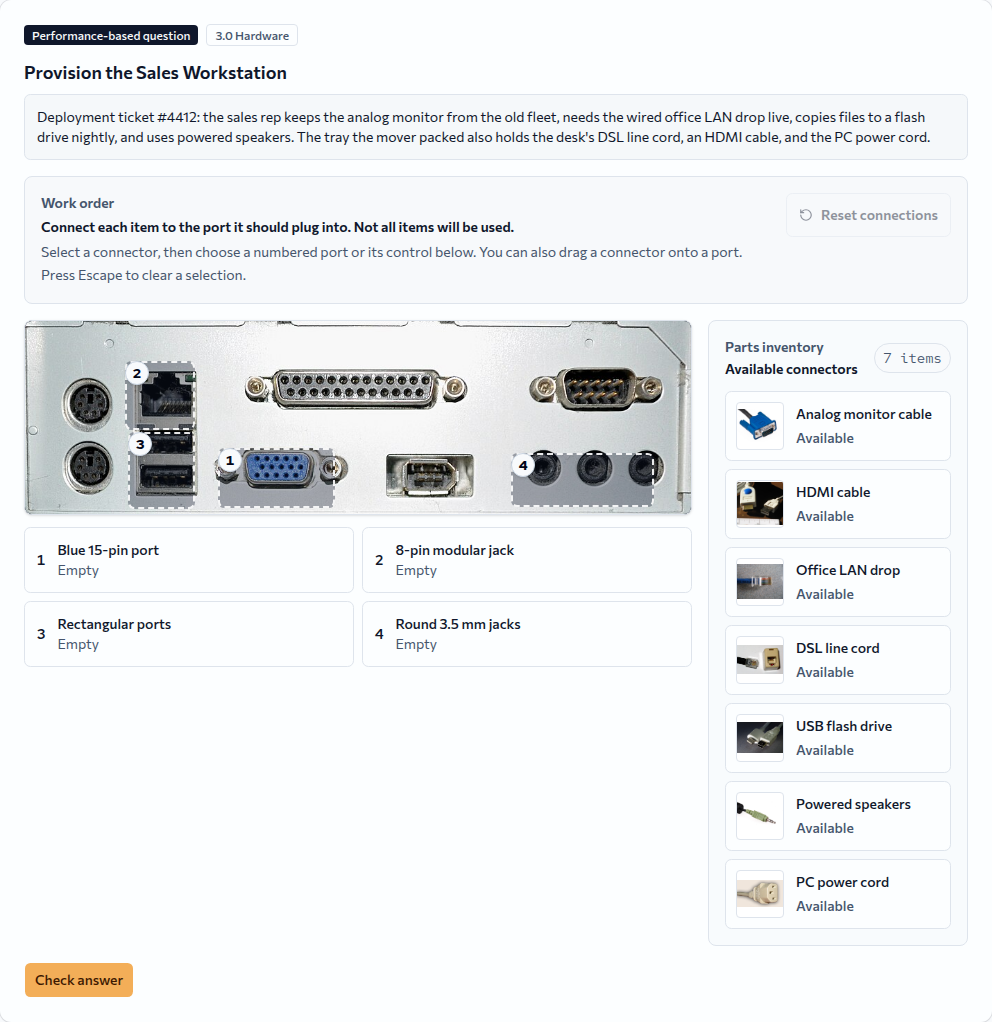 Performance-based question
3.0 Hardware
Provision the Sales Workstation
Deployment ticket #4412: the sales rep keeps the analog monitor from the old fleet, needs the wired office LAN drop live, copies files to a flash
drive nightly, and uses powered speakers. The tray the mover packed also holds the desk's DSL line cord, an HDMI cable, and the PC power cord.
Work order
Connect each item to the port it should plug into. Not all items will be used.
Select a connector, then choose a numbered port or its control below. You can also drag a connector onto a port.
Press Escape to clear a selection.
Reset connections
2
3
1
4
1
Blue 15-pin port
Empty
2
8-pin modular jack
Empty
3
Rectangular ports
Empty
4
Round 3.5 mm jacks
Empty
Parts inventory
Available connectors
7 items
Analog monitor cable
Available
HDMI cable
Available
Office LAN drop
Available
DSL line cord
Available
USB flash drive
Available
Powered speakers
Available
PC power cord
Available
Check answer